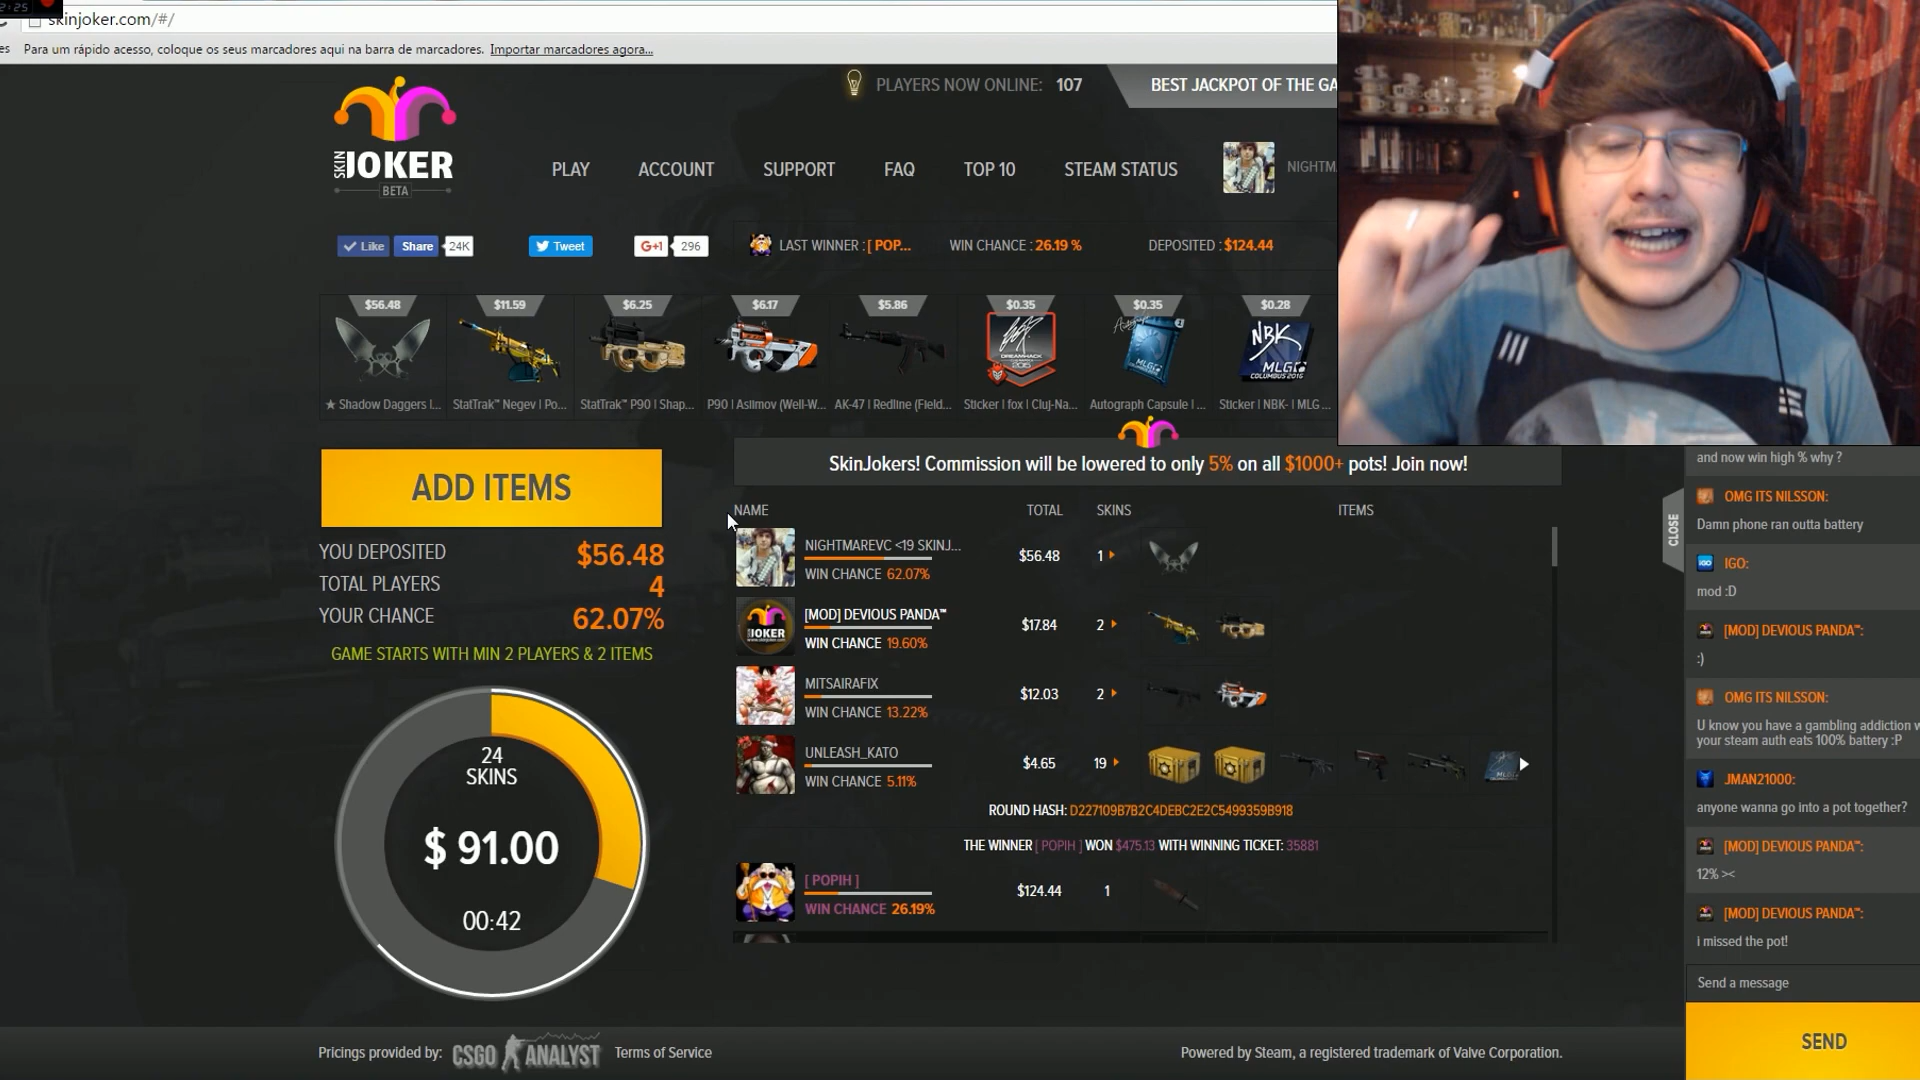 2:25
skinjoker.com/#/
es Para um rápido acesso, coloque os seus marcadores aqui na barra de marcadores. Importar marcadores agora...
PLAYERS NOW ONLINE: 107
BEST JACKPOT OF THE GA
SKIN JOKER
BETA
PLAY ACCOUNT SUPPORT FAQ TOP 10 STEAM STATUS
NIGHTM
Like Share 24K Tweet G+1 296
LAST WINNER : [ POP... WIN CHANCE : 26.19 % DEPOSITED : $124.44
$56.48 $11.59 $6.25 $6.17 $5.86 $0.35 $0.35 $0.28
★ Shadow Daggers |... StatTrak™ Negev | Po... StatTrak™ P90 | Shap... P90 | Asiimov (Well-W... AK-47 | Redline (Field... Sticker | fox | Cluj-Na... Autograph Capsule | ... Sticker | NBK- | MLG ...
SkinJokers! Commission will be lowered to only 5% on all $1000+ pots! Join now!
ADD ITEMS
YOU DEPOSITED $56.48
TOTAL PLAYERS 4
YOUR CHANCE 62.07%
GAME STARTS WITH MIN 2 PLAYERS & 2 ITEMS
24
SKINS
$ 91.00
00:42
NAME TOTAL SKINS ITEMS
NIGHTMAREVC <19 SKINJ...
WIN CHANCE 62.07%
$56.48 1
[MOD] DEVIOUS PANDA™
WIN CHANCE 19.60%
$17.84 2
MITSAIRAFIX
WIN CHANCE 13.22%
$12.03 2
UNLEASH_KATO
WIN CHANCE 5.11%
$4.65 19
ROUND HASH: D227109B7B2C4DEBC2E2C5499359B918
THE WINNER [ POPIH ] WON $475.13 WITH WINNING TICKET: 35881
[ POPIH ]
WIN CHANCE 26.19%
$124.44 1
CLOSE
and now win high % why ?
OMG ITS NILSSON:
Damn phone ran outta battery
IGO:
mod :D
[MOD] DEVIOUS PANDA™:
:)
OMG ITS NILSSON:
U know you have a gambling addiction w
your steam auth eats 100% battery :P
JMAN21000:
anyone wanna go into a pot together?
[MOD] DEVIOUS PANDA™:
12% ><
[MOD] DEVIOUS PANDA™:
I missed the pot!
Send a message
SEND
Pricings provided by: CSGO ANALYST Terms of Service
Powered by Steam, a registered trademark of Valve Corporation.